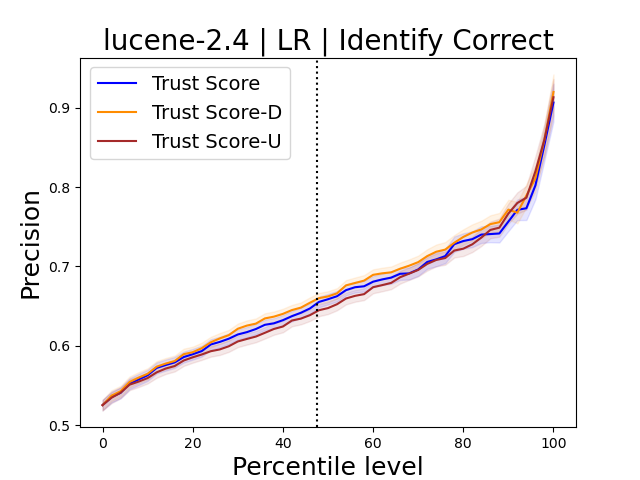 lucene-2.4 | LR | Identify Correct
Trust Score
Trust Score-D
Trust Score-U
Precision
0.9
0.8
0.7
0.6
0.5
0
20
40
60
80
100
Percentile level